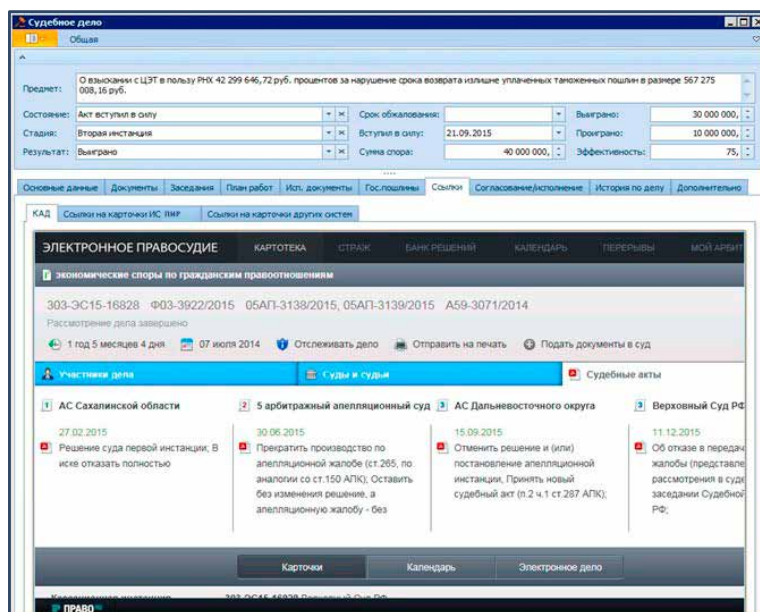 Судебное дело
Общая
Предмет: О взыскании с ЦЭТ в пользу РНХ 42 299 646,72 руб. процентов за нарушение срока возврата излишне уплаченных таможенных пошлин в размере 567 275
008,16 руб.
Состояние: Акт вступил в силу Срок обжалования: Выиграно: 30 000 000,
Стадия: Вторая инстанция Вступил в силу: 21.09.2015 Проиграно: 10 000 000,
Результат: Выиграно Сумма спора: 40 000 000, Эффективность: 75,
Основные данные Документы Заседания План работ Исп. документы Гос.пошлины Ссылки Согласование/исполнение История по делу Дополнительно
КАД Ссылки на карточки ИС ПИР Ссылки на карточки других систем
ЭЛЕКТРОННОЕ ПРАВОСУДИЕ КАРТОТЕКА СТРАЖ БАНК РЕШЕНИЙ КАЛЕНДАРЬ ПЕРЕРЫВЫ МОЙ АРБИТ
экономические споры по гражданским правоотношениям
303-ЭС15-16828 Ф03-3922/2015 05АП-3138/2015, 05АП-3139/2015 А59-3071/2014
Рассмотрение дела завершено
1 год 5 месяцев 4 дня 07 июля 2014 Отслеживать дело Отправить на печать Подать документы в суд
Участники дела Суды и судьи Судебные акты
1 АС Сахалинской области 2 5 арбитражный апелляционный суд 3 АС Дальневосточного округа 3 Верховный Суд РФ
27.02.2015 30.06.2015 15.09.2015 11.12.2015
Решение суда первой инстанции; В Прекратить производство по Отменить решение и (или) Об отказе в передач
иске отказать полностью апелляционной жалобе (ст.265, по постановление апелляционной жалобы (представле
аналогии со ст.150 АПК); Оставить инстанции, Принять новый рассмотрения в суде
без изменения решение, а судебный акт (п.2 ч.1 ст.287 АПК); заседании Судебной
апелляционную жалобу - без РФ;
Карточки Календарь Электронное дело
Кассационная инстанция 303-ЭС15-16828 Верховный Суд РФ
ПРАВО